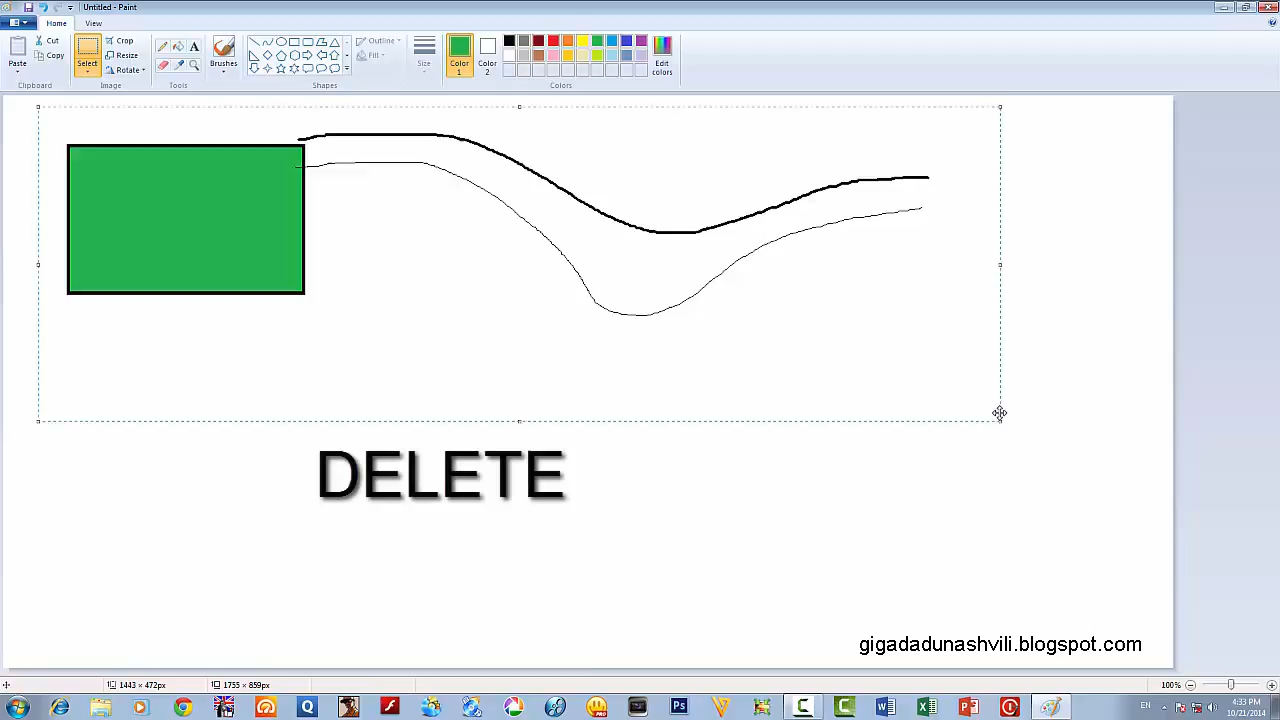 Untitled - Paint
Home View
Paste
Cut
Copy
Clipboard
Select
Crop
Resize
Rotate
Image
A
Tools
Brushes
Outline
Fill
Shapes
Size
Color 1
Color 2
Edit colors
Colors
DELETE
gigadadunashvili.blogspot.com
1443 × 472px
1755 × 859px
100%
EN
4:33 PM
10/21/2014